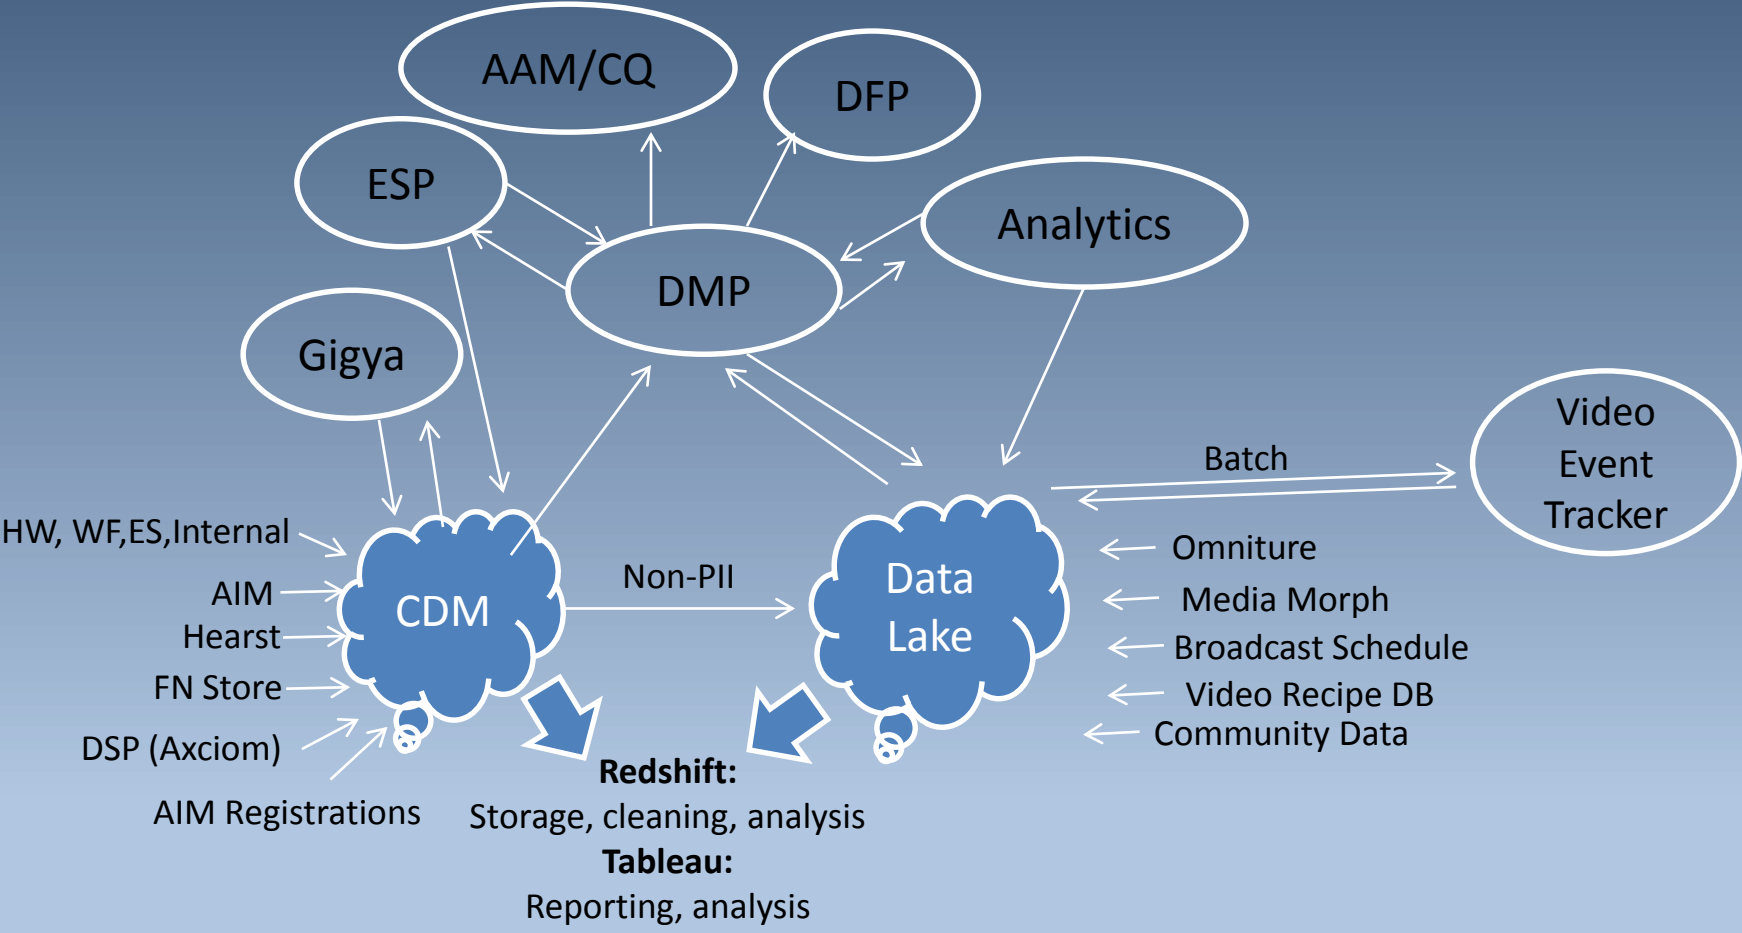 AAM/CQ
DFP
ESP
Analytics
DMP
Gigya
Video
Event
Tracker
Batch
HW, WF,ES,Internal
AIM
Hearst
FN Store
DSP (Axciom)
AIM Registrations
CDM
Non-PII
Data
Lake
Omniture
Media Morph
Broadcast Schedule
Video Recipe DB
Community Data
Redshift:
Storage, cleaning, analysis
Tableau:
Reporting, analysis